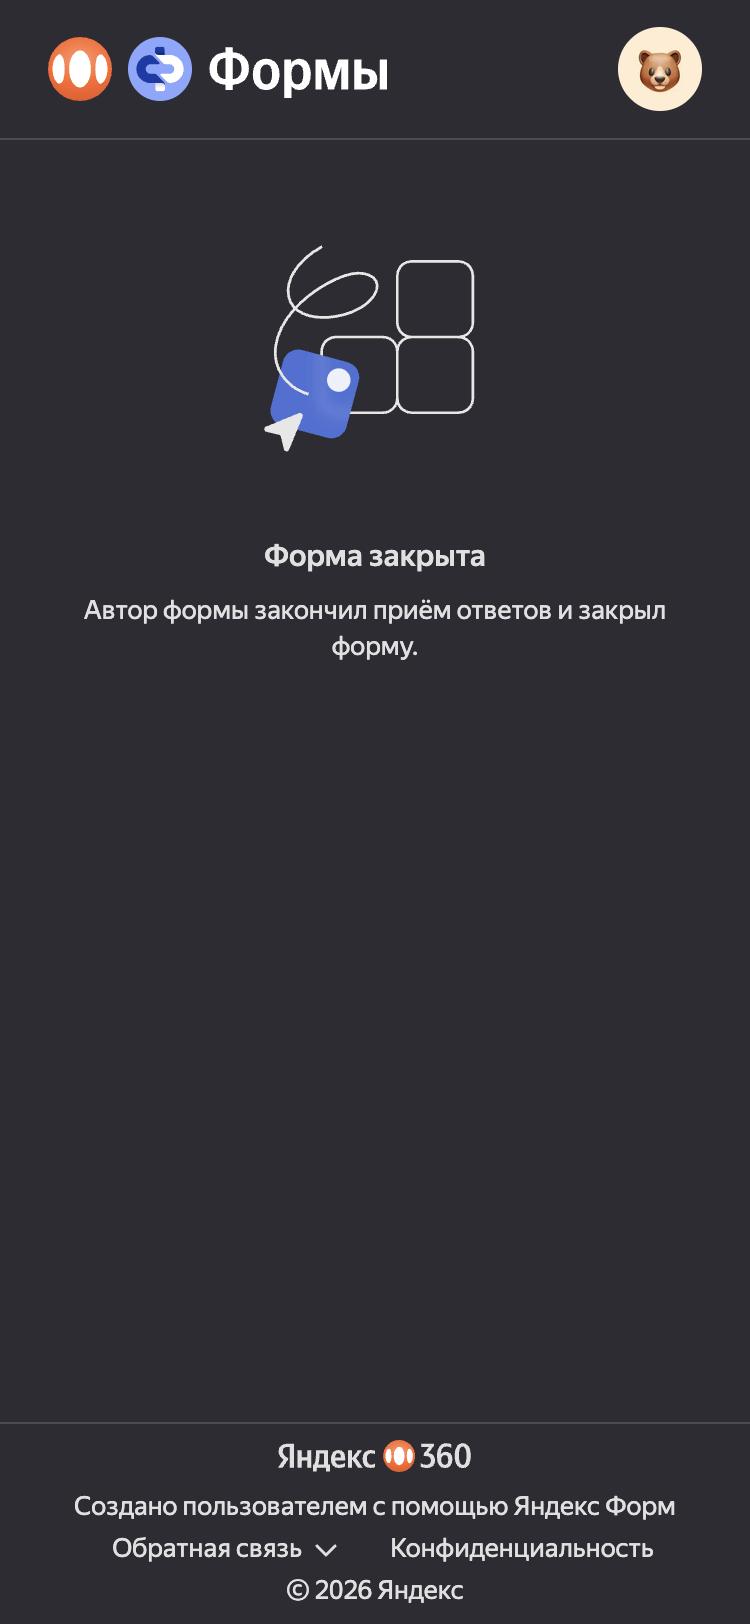 Формы
Форма закрыта
Автор формы закончил приём ответов и закрыл
форму.
Яндекс 360
Создано пользователем с помощью Яндекс Форм
Обратная связь Конфиденциальность
© 2026 Яндекс